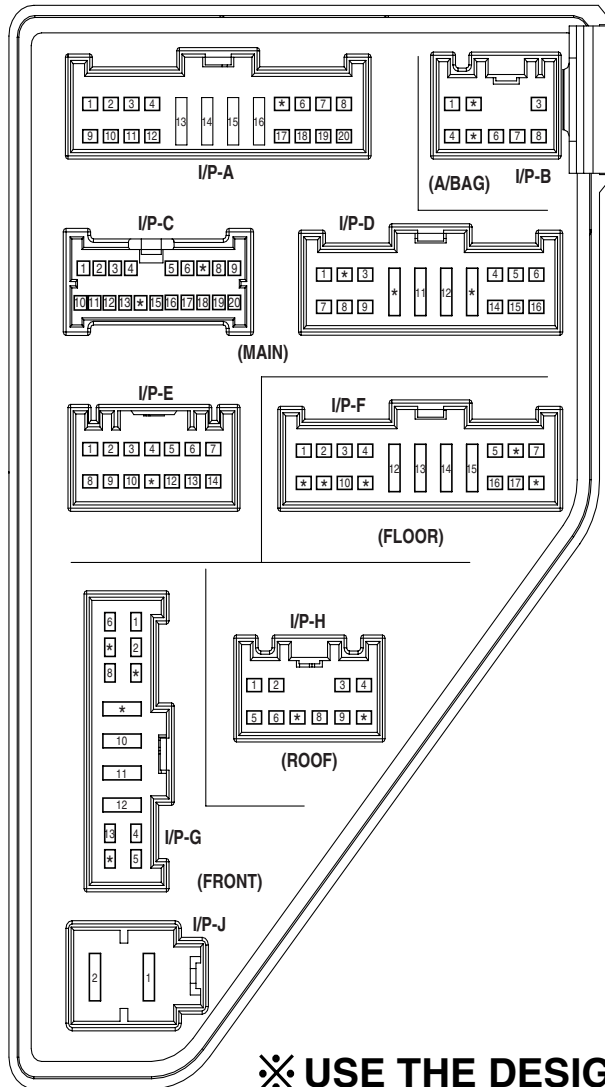 1 2 3 4 13 14 15 16 * 6 7 8
9 10 11 12 17 18 19 20
I/P-A
1 * 3
4 * 6 7 8
(A/BAG) I/P-B
I/P-C
1 2 3 4 5 6 * 8 9
10 11 12 13 * 15 16 17 18 19 20
I/P-D
1 * 3 * 11 12 * 4 5 6
7 8 9 14 15 16
(MAIN)
I/P-E
1 2 3 4 5 6 7
8 9 10 * 12 13 14
I/P-F
1 2 3 4 12 13 14 15 5 * 7
* * 10 * 16 17 *
(FLOOR)
6 1
* 2
8 *
*
10
11
12
13 4
* 5
I/P-G
(FRONT)
I/P-H
1 2 3 4
5 6 * 8 9 *
(ROOF)
I/P-J
2 1
※ USE THE DESIG